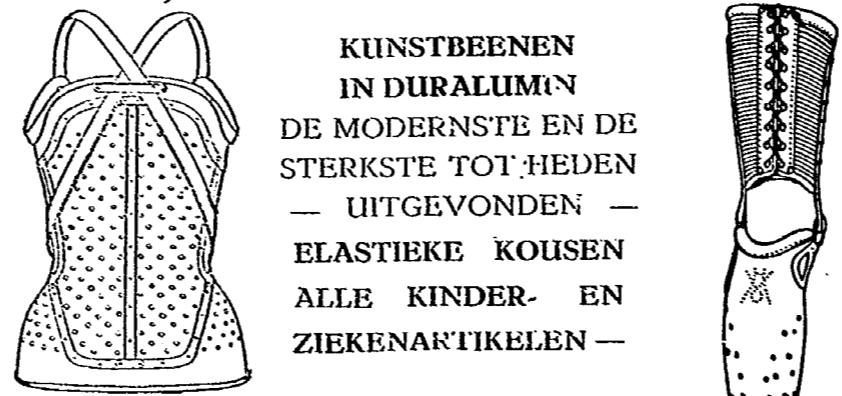 KUNSTBEENEN
IN DURALUMIN
DE MODERNSTE EN DE
STERKSTE TOT HEDEN
— UITGEVONDEN —
ELASTIEKE KOUSEN
ALLE KINDER- EN
ZIEKENARTIKELEN —